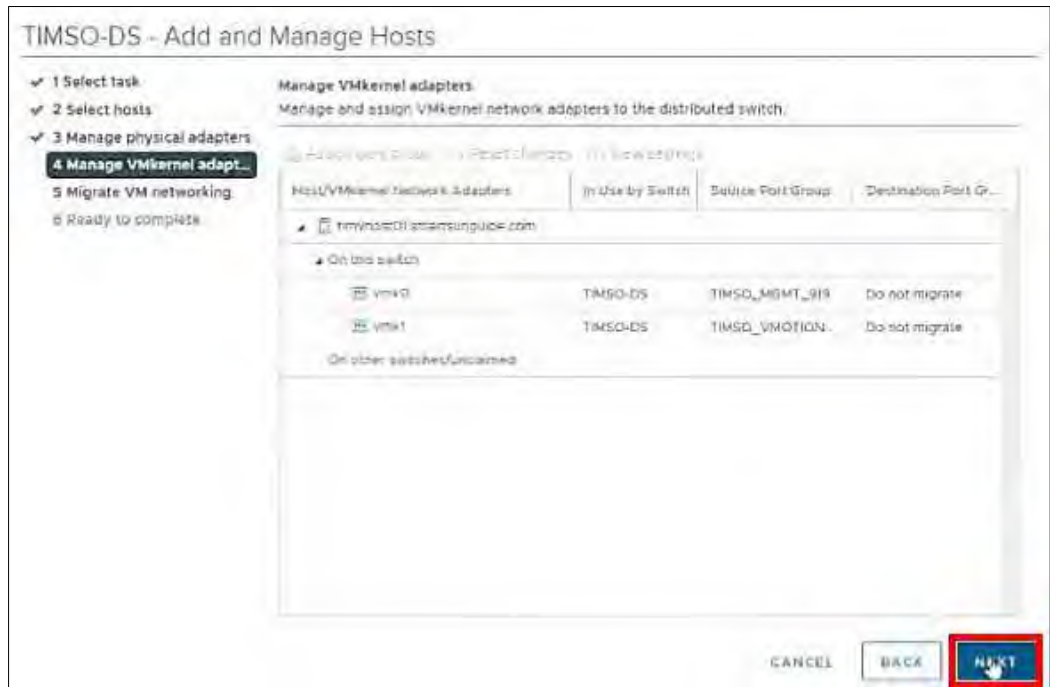 TIMSO-DS - Add and Manage Hosts
1 Select task
2 Select hosts
3 Manage physical adapters
4 Manage VMkernel adapt...
5 Migrate VM networking
6 Ready to complete
Manage VMkernel adapters
Manage and assign VMkernel network adapters to the distributed switch.
Host/VMkernel Network Adapters
In Use by Switch
Source Port Group
Destination Port Gr...
On this switch
vmk0
TIMSO-DS
TIMSO_MGMT_919
Do not migrate
vmk1
TIMSO-DS
TIMSO_VMOTION...
Do not migrate
On other switches/unclaimed
CANCEL
BACK
NEXT